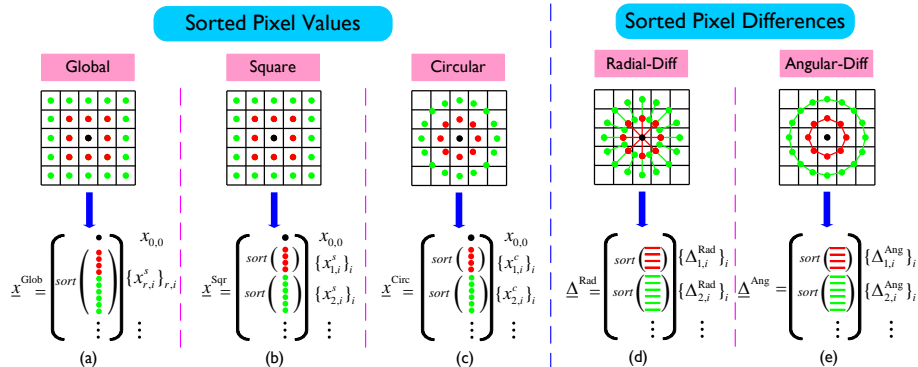 Sorted Pixel Values
Sorted Pixel Differences
Global
Square
Circular
Radial-Diff
Angular-Diff
x^Glob =
x_{0,0}
sort
{x^s_{r,i}}_{r,i}
(a)
x^Sqr =
x_{0,0}
sort
{x^s_{1,i}}_i
sort
{x^s_{2,i}}_i
(b)
x^Circ =
x_{0,0}
sort
{x^c_{1,i}}_i
sort
{x^c_{2,i}}_i
(c)
Δ^Rad =
sort
{Δ^Rad_{1,i}}_i
sort
{Δ^Rad_{2,i}}_i
(d)
Δ^Ang =
sort
{Δ^Ang_{1,i}}_i
sort
{Δ^Ang_{2,i}}_i
(e)